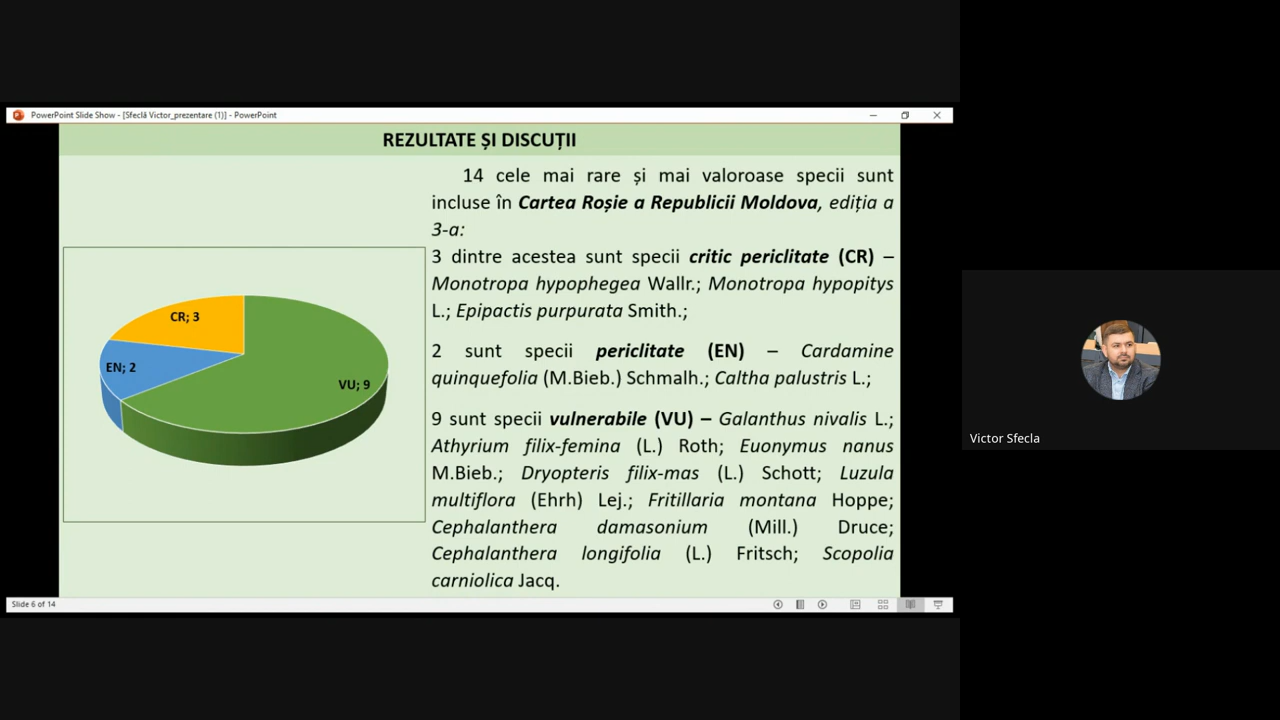 PowerPoint Slide Show - [Sfeclă Victor_prezentare (1)] - PowerPoint
REZULTATE ȘI DISCUȚII
14 cele mai rare și mai valoroase specii sunt
incluse în Cartea Roșie a Republicii Moldova, ediția a
3-a:
3 dintre acestea sunt specii critic periclitate (CR) –
Monotropa hypophegea Wallr.; Monotropa hypopitys
L.; Epipactis purpurata Smith.;
2 sunt specii periclitate (EN) – Cardamine
quinquefolia (M.Bieb.) Schmalh.; Caltha palustris L.;
9 sunt specii vulnerabile (VU) – Galanthus nivalis L.;
Athyrium filix-femina (L.) Roth; Euonymus nanus
M.Bieb.; Dryopteris filix-mas (L.) Schott; Luzula
multiflora (Ehrh) Lej.; Fritillaria montana Hoppe;
Cephalanthera damasonium (Mill.) Druce;
Cephalanthera longifolia (L.) Fritsch; Scopolia
carniolica Jacq.
CR; 3
EN; 2
VU; 9
Slide 6 of 14
Victor Sfecla